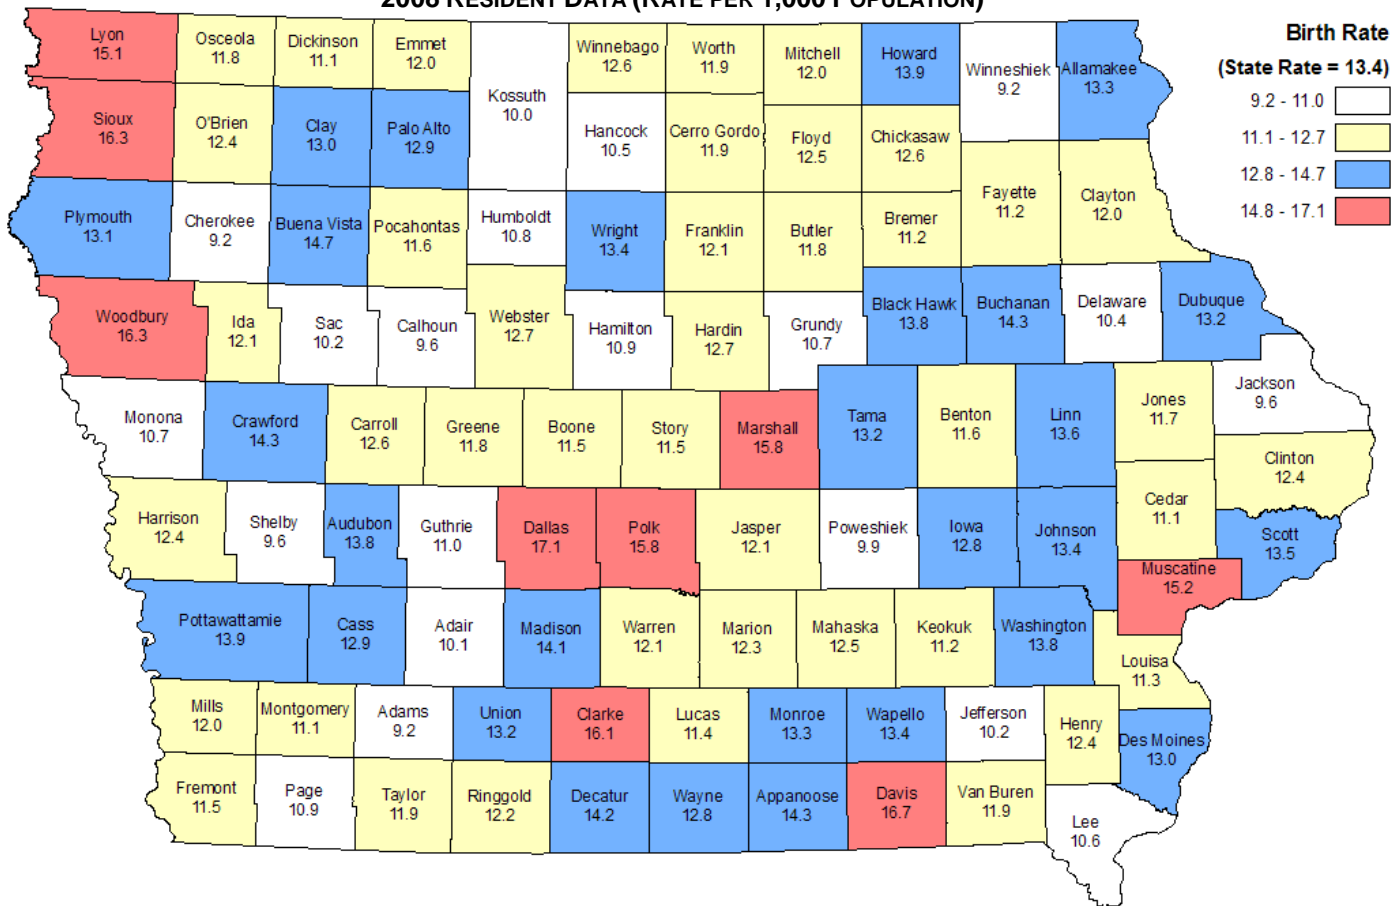 2008 RESIDENT DATA (RATE PER 1,000 POPULATION)
Birth Rate
(State Rate = 13.4)
9.2 - 11.0
11.1 - 12.7
12.8 - 14.7
14.8 - 17.1
Lyon
15.1
Osceola
11.8
Dickinson
11.1
Emmet
12.0
Kossuth
10.0
Winnebago
12.6
Worth
11.9
Mitchell
12.0
Howard
13.9
Winneshiek
9.2
Allamakee
13.3
Sioux
16.3
O'Brien
12.4
Clay
13.0
Palo Alto
12.9
Hancock
10.5
Cerro Gordo
11.9
Floyd
12.5
Chickasaw
12.6
Fayette
11.2
Clayton
12.0
Plymouth
13.1
Cherokee
9.2
Buena Vista
14.7
Pocahontas
11.6
Humboldt
10.8
Wright
13.4
Franklin
12.1
Butler
11.8
Bremer
11.2
Woodbury
16.3
Ida
12.1
Sac
10.2
Calhoun
9.6
Webster
12.7
Hamilton
10.9
Hardin
12.7
Grundy
10.7
Black Hawk
13.8
Buchanan
14.3
Delaware
10.4
Dubuque
13.2
Monona
10.7
Crawford
14.3
Carroll
12.6
Greene
11.8
Boone
11.5
Story
11.5
Marshall
15.8
Tama
13.2
Benton
11.6
Linn
13.6
Jones
11.7
Jackson
9.6
Clinton
12.4
Harrison
12.4
Shelby
9.6
Audubon
13.8
Guthrie
11.0
Dallas
17.1
Polk
15.8
Jasper
12.1
Poweshiek
9.9
Iowa
12.8
Johnson
13.4
Cedar
11.1
Scott
13.5
Muscatine
15.2
Pottawattamie
13.9
Cass
12.9
Adair
10.1
Madison
14.1
Warren
12.1
Marion
12.3
Mahaska
12.5
Keokuk
11.2
Washington
13.8
Louisa
11.3
Mills
12.0
Montgomery
11.1
Adams
9.2
Union
13.2
Clarke
16.1
Lucas
11.4
Monroe
13.3
Wapello
13.4
Jefferson
10.2
Henry
12.4
Des Moines
13.0
Fremont
11.5
Page
10.9
Taylor
11.9
Ringgold
12.2
Decatur
14.2
Wayne
12.8
Appanoose
14.3
Davis
16.7
Van Buren
11.9
Lee
10.6